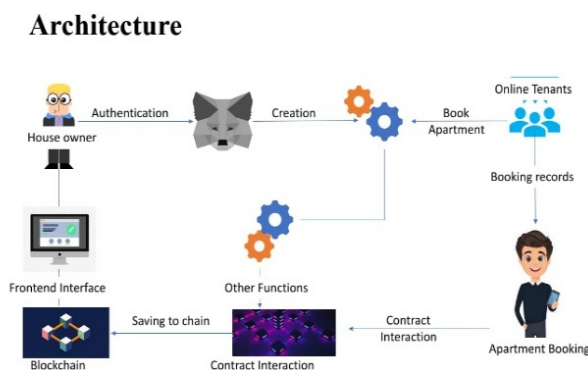 Architecture
Online Tenants
Authentication
Creation
Book
Apartment
House owner
Booking records
Frontend Interface
Other Functions
Saving to chain
Contract
Interaction
Blockchain
Contract Interaction
Apartment Booking